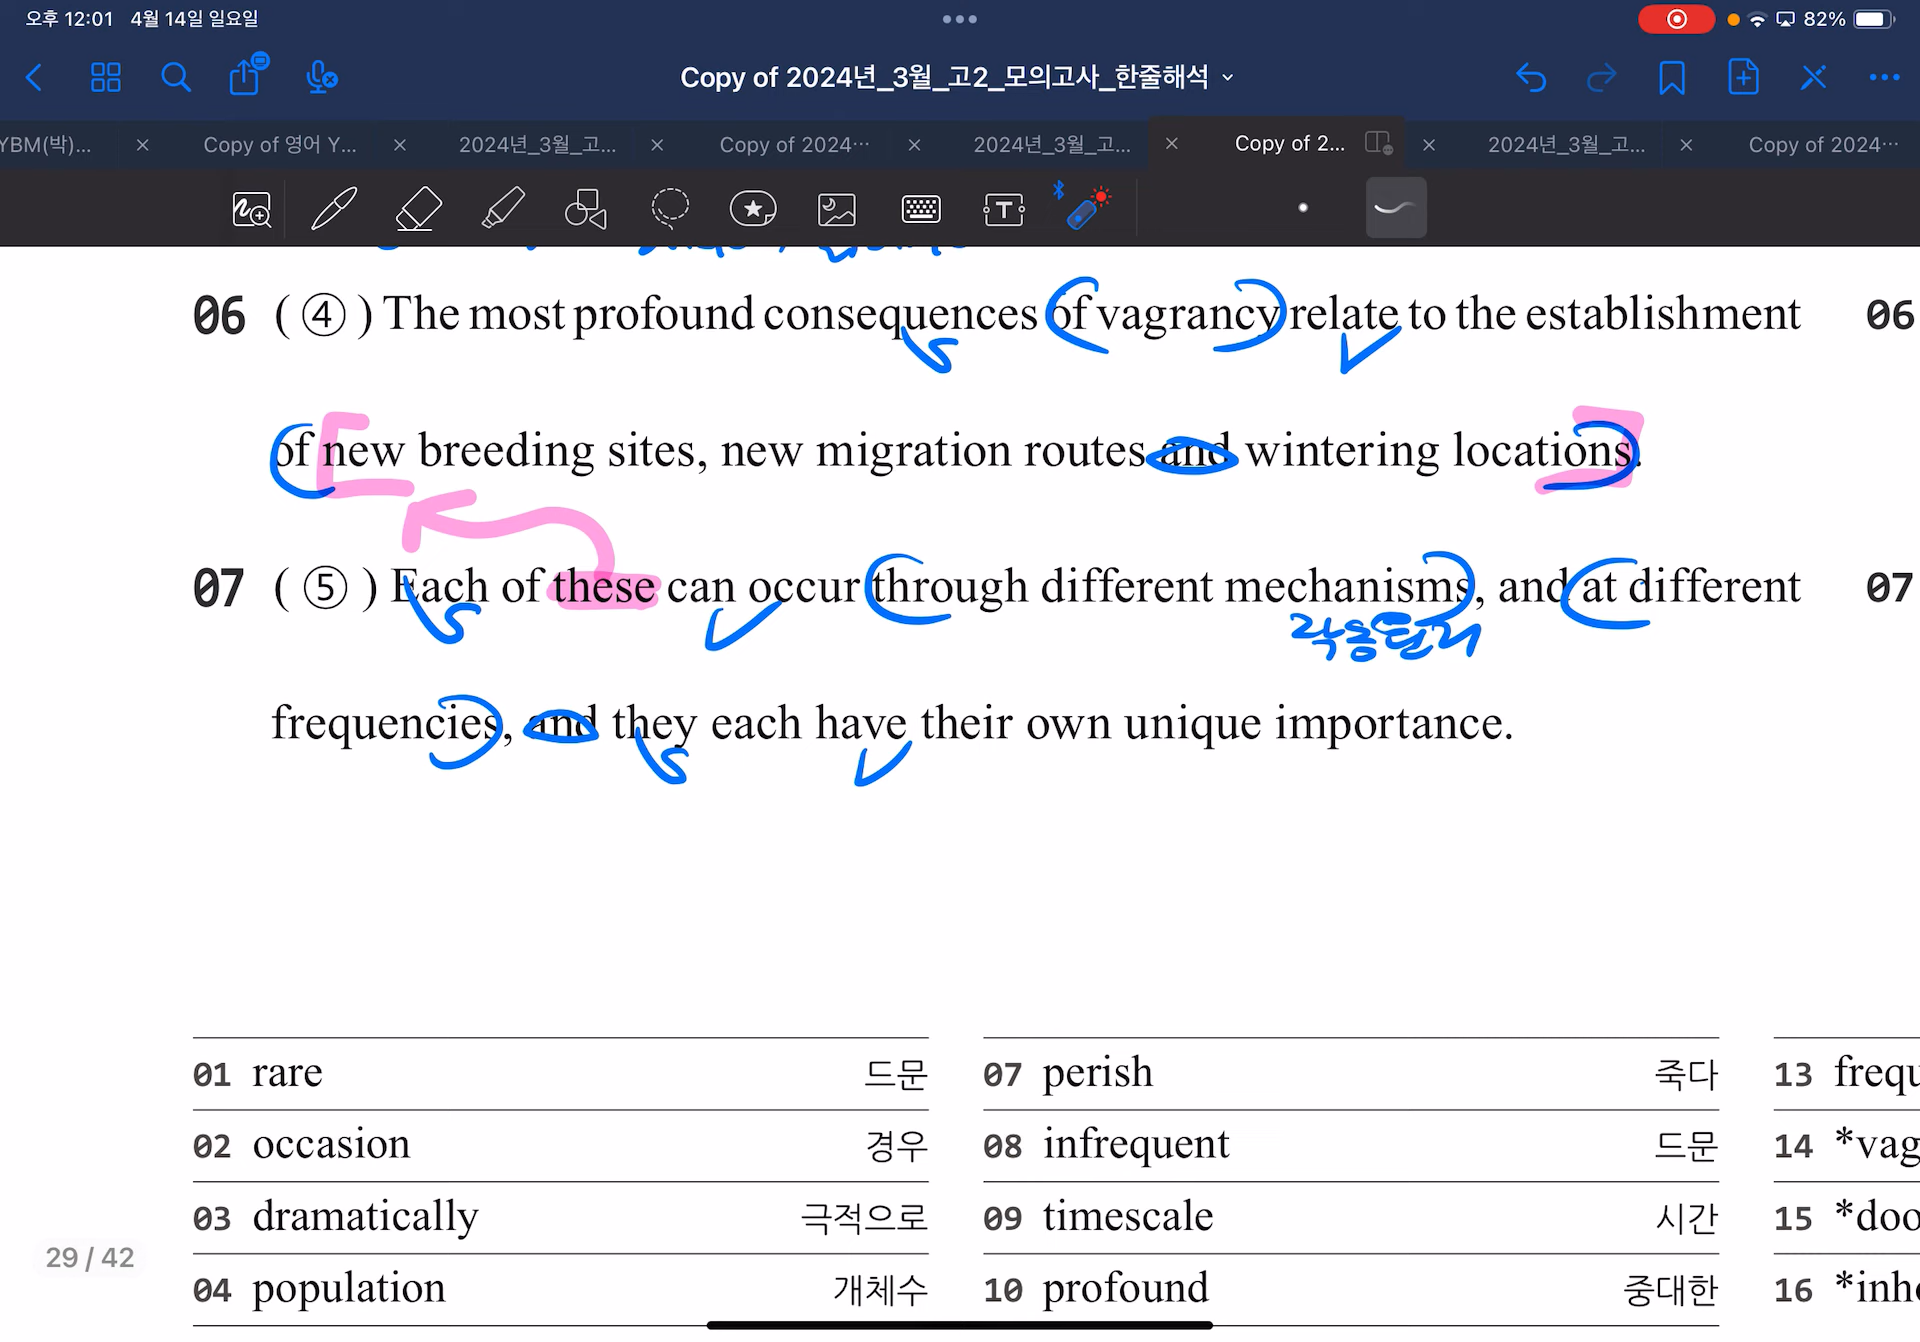 오후 12:01 4월 14일 일요일
82%
Copy of 2024년_3월_고2_모의고사_한줄해석
YBM(박)... Copy of 영어 Y... 2024년_3월_고... Copy of 2024... 2024년_3월_고... Copy of 2... 2024년_3월_고... Copy of 2024...
06 ( ④ ) The most profound consequences of vagrancy relate to the establishment 06
of new breeding sites, new migration routes and wintering locations.
07 ( ⑤ ) Each of these can occur through different mechanisms, and at different 07
작동원리
frequencies, and they each have their own unique importance.
01 rare 드문 07 perish 죽다 13 frequ
02 occasion 경우 08 infrequent 드문 14 *vag
03 dramatically 극적으로 09 timescale 시간 15 *doo
04 population 개체수 10 profound 중대한 16 *inh
29 / 42